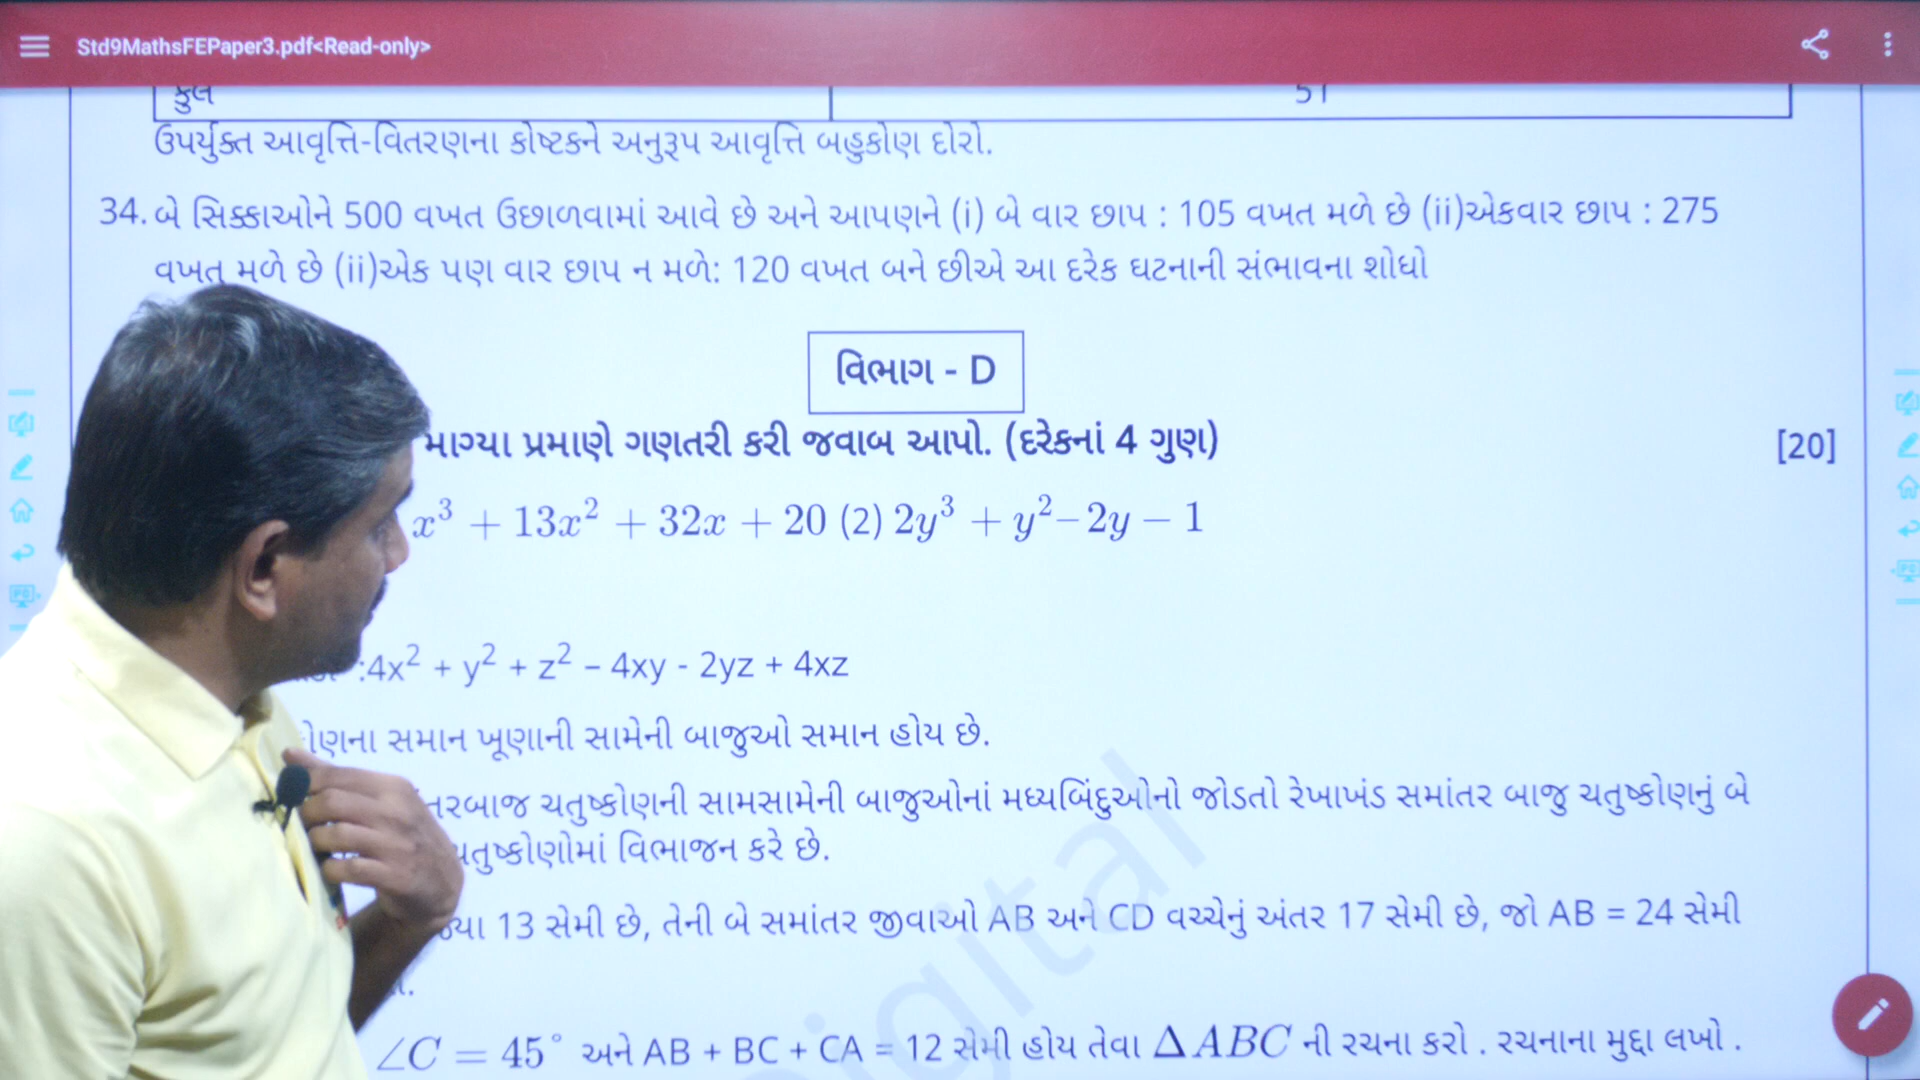 Std9MathsFEPaper3.pdf<Read-only>
કુલ 51
ઉપર્યુક્ત આવૃત્તિ-વિતરણના કોષ્ટકને અનુરૂપ આવૃત્તિ બહુકોણ દોરો.
34. બે સિક્કાઓને 500 વખત ઉછાળવામાં આવે છે અને આપણને (i) બે વાર છાપ : 105 વખત મળે છે (ii)એકવાર છાપ : 275
વખત મળે છે (ii)એક પણ વાર છાપ ન મળે: 120 વખત બને છીએ આ દરેક ઘટનાની સંભાવના શોધો
વિભાગ - D
માગ્યા પ્રમાણે ગણતરી કરી જવાબ આપો. (દરેકનાં 4 ગુણ) [20]
x³ + 13x² + 32x + 20 (2) 2y³ + y² – 2y − 1
:4x² + y² + z² – 4xy - 2yz + 4xz
ોણના સમાન ખૂણાની સામેની બાજુઓ સમાન હોય છે.
તરબાજ ચતુષ્કોણની સામસામેની બાજુઓનાં મધ્યબિંદુઓનો જોડતો રેખાખંડ સમાંતર બાજુ ચતુષ્કોણનું બે
ચતુષ્કોણોમાં વિભાજન કરે છે.
જ્યા 13 સેમી છે, તેની બે સમાંતર જીવાઓ AB અને CD વચ્ચેનું અંતર 17 સેમી છે, જો AB = 24 સેમી
∠C = 45° અને AB + BC + CA = 12 સેમી હોય તેવા ΔABC ની રચના કરો . રચનાના મુદ્દા લખો .
Digital